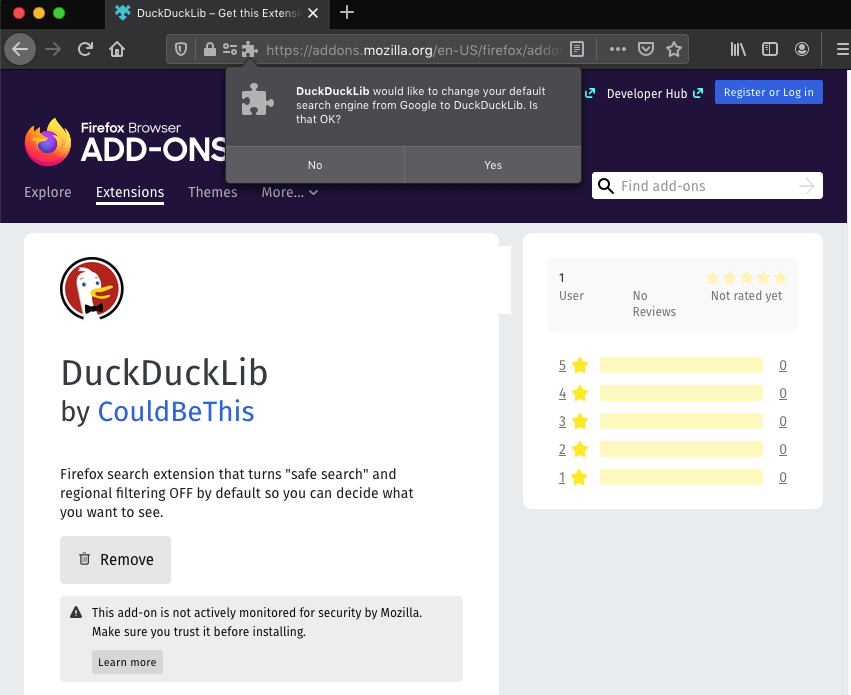 DuckDuckLib – Get this Extensi
https://addons.mozilla.org/en-US/firefox/addo
DuckDuckLib would like to change your default
search engine from Google to DuckDuckLib. Is
that OK?
No
Yes
Developer Hub
Register or Log in
Firefox Browser
ADD-ONS
Explore
Extensions
Themes
More...
Find add-ons
DuckDuckLib
by CouldBeThis
Firefox search extension that turns "safe search" and
regional filtering OFF by default so you can decide what
you want to see.
Remove
This add-on is not actively monitored for security by Mozilla.
Make sure you trust it before installing.
Learn more
1
User
No
Reviews
Not rated yet
5 0
4 0
3 0
2 0
1 0